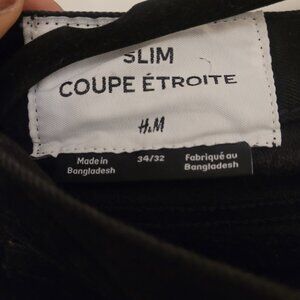 SLIM
COUPE ÉTROITE
H&M
Made in
Bangladesh
34/32
Fabriqué au
Bangladesh